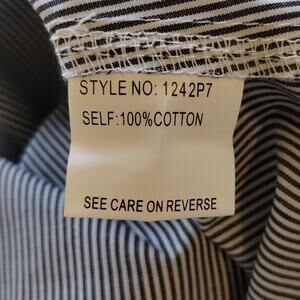 STYLE NO: 1242P7
SELF:100%COTTON
SEE CARE ON REVERSE